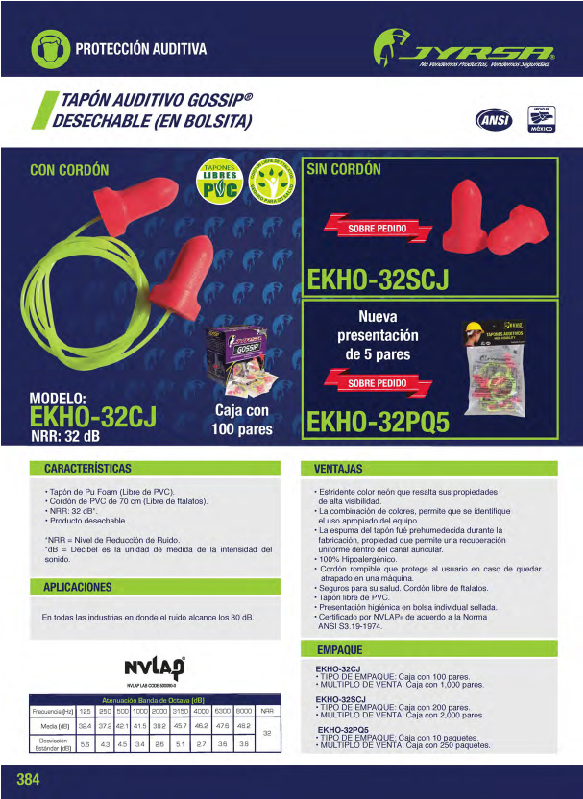 PROTECCIÓN AUDITIVA
JYRSA®
No Vendemos Productos, Vendemos Seguridad.
TAPÓN AUDITIVO GOSSIP®
DESECHABLE (EN BOLSITA)
ANSI
MÉXICO
CON CORDÓN
TAPONES
LIBRES
PVC
SIN CORDÓN
SOBRE PEDIDO
EKHO-32SCJ
Nueva
presentación
de 5 pares
SOBRE PEDIDO
EKHO-32PQ5
TAPONES AUDITIVOS
GOSSIP
MODELO:
EKHO-32CJ
NRR: 32 dB
Caja con
100 pares
CARACTERÍSTICAS
• Tapón de Pu Foam (Libre de PVC).
• Cordón de PVC de 70 cm (Libre de ftalatos).
• NRR: 32 dB*.
• Producto desechable
*NRR = Nivel de Reducción de Ruido.
*dB = Decibel es la unidad de medida de la intensidad del
sonido.
APLICACIONES
En todas las industrias en donde el ruido alcance los 30 dB.
NVLAP®
NVLAP LAB CODE
Atenuación Banda de Octava (dB)
Frecuencia(Hz) 125 250 500 1000 2000 3150 4000 6300 8000 NRR
Media (dB) 32.4 37.2 42.1 41.5 38.2 45.7 46.2 47.6 48.2 32
Desviación
Estándar (dB) 5.5 4.3 4.5 3.4 2.6 5.1 2.7 3.6 3.8
VENTAJAS
• Estridente color neón que resalta sus propiedades
de alta visibilidad.
• La combinación de colores, permite que se identifique
el uso apropiado del equipo.
• La espuma del tapón fué prehumedecida durante la
fabricación, propiedad que permite una recuperación
uniforme dentro del canal auricular.
• 100% Hipoalergénico.
• Cordón rompible que protege al usuario en caso de quedar
atrapado en una máquina.
• Seguros para su salud. Cordón libre de ftalatos.
• Tapón libre de PVC.
• Presentación higiénica en bolsa individual sellada.
• Certificado por NVLAP® de acuerdo a la Norma
ANSI S3.19-1974.
EMPAQUE
EKHO-32CJ
• TIPO DE EMPAQUE: Caja con 100 pares.
• MULTIPLO DE VENTA: Caja con 1,000 pares.
EKHO-32SCJ
• TIPO DE EMPAQUE: Caja con 200 pares.
• MULTIPLO DE VENTA: Caja con 2,000 pares.
EKHO-32PQ5
• TIPO DE EMPAQUE: Caja con 10 paquetes.
• MULTIPLO DE VENTA: Caja con 250 paquetes.
384